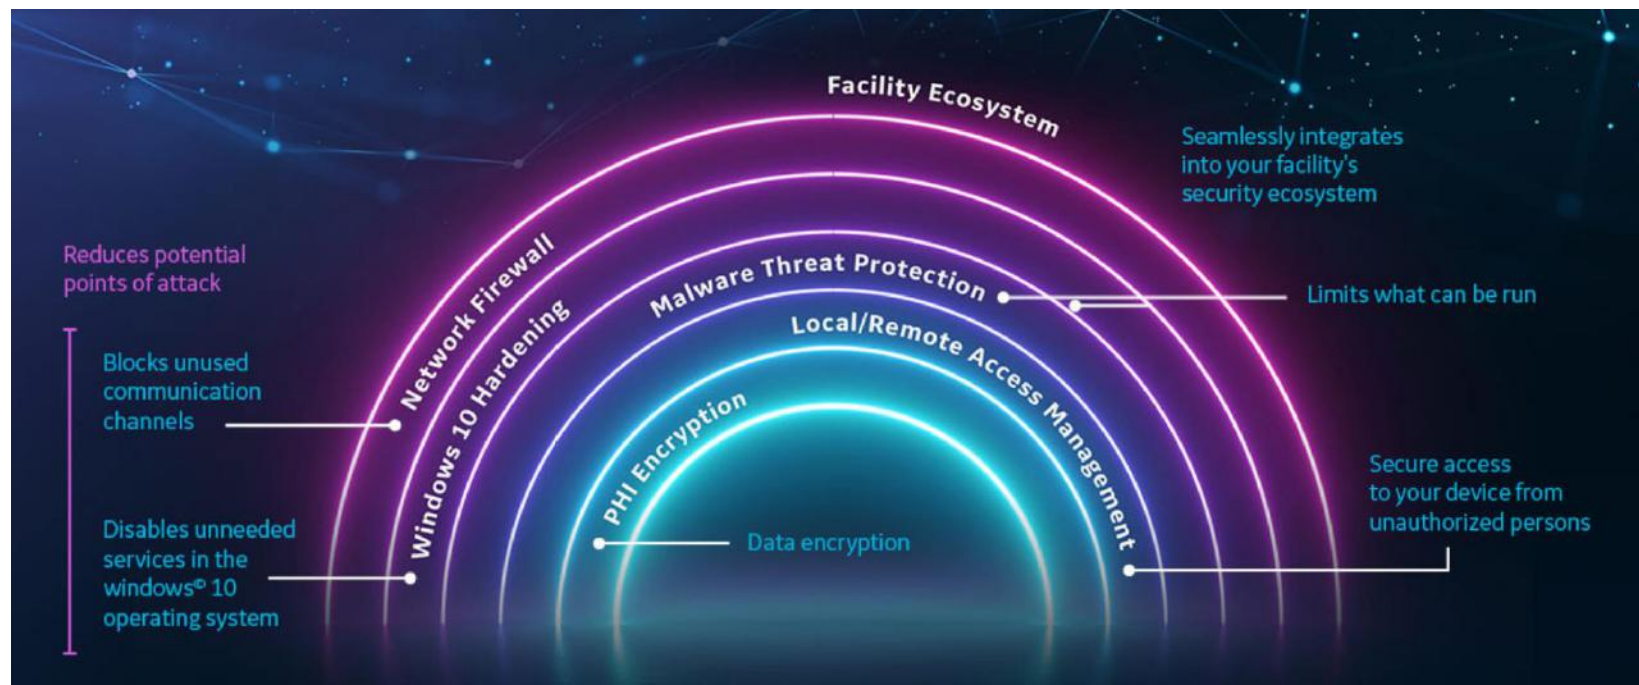 Facility Ecosystem
Seamlessly integrates
into your facility's
security ecosystem
Reduces potential
points of attack
Network Firewall
Windows 10 Hardening
Malware Threat Protection
Limits what can be run
Local/Remote Access Management
Blocks unused
communication
channels
PHI Encryption
Secure access
to your device from
unauthorized persons
Disables unneeded
services in the
windows© 10
operating system
Data encryption